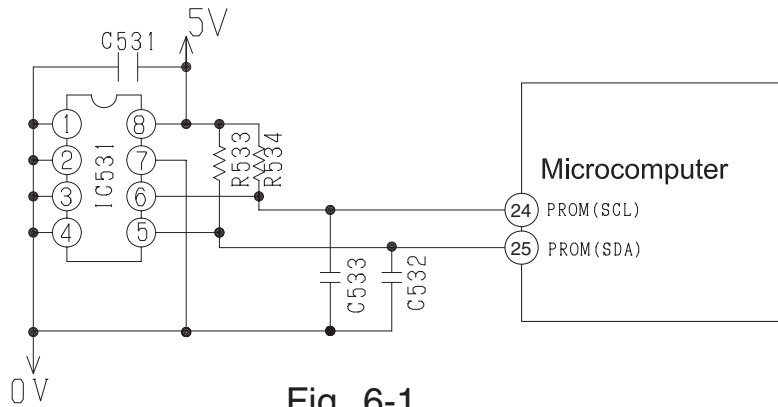 5V
C531
1
8
2
7
3
6
4
5
IC531
R533
R534
Microcomputer
24 PROM(SCL)
25 PROM(SDA)
C533
C532
0V
Fig. 6-1